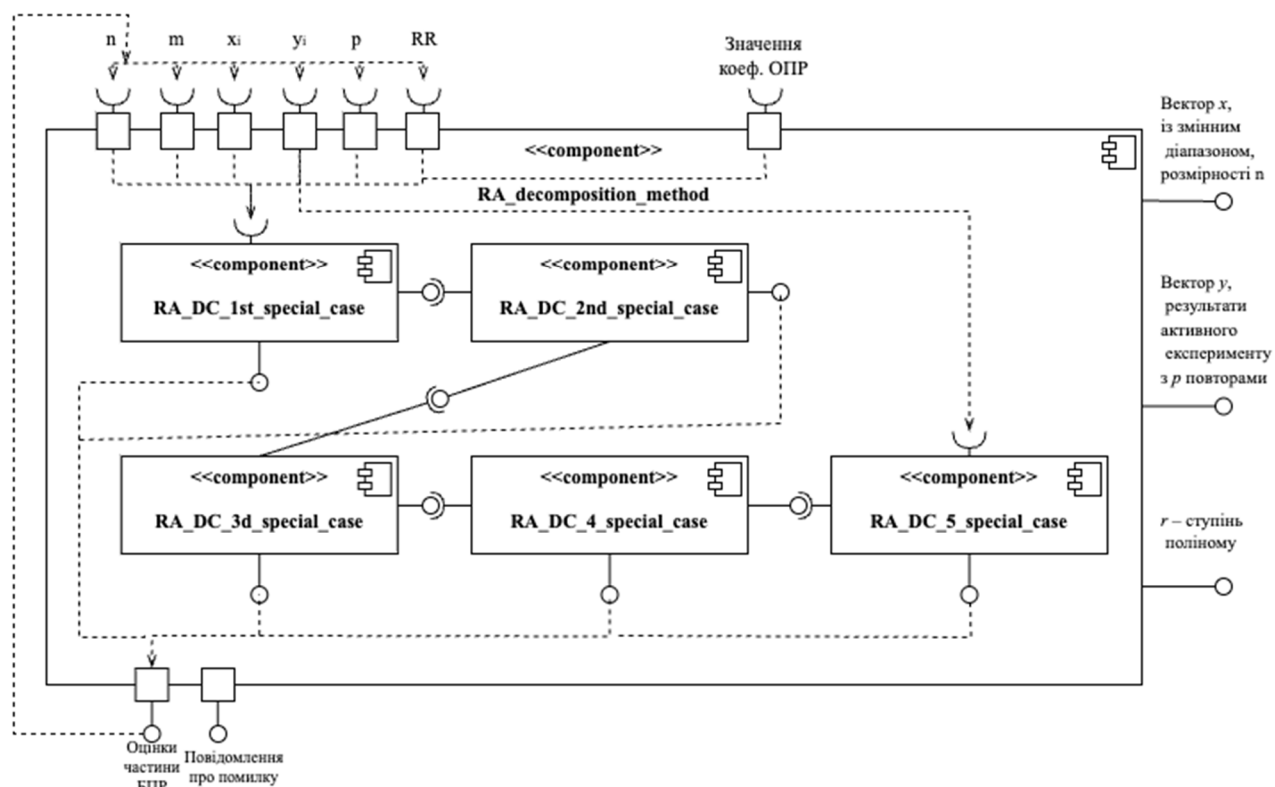 n m xᵢ yᵢ p RR
Значення
коеф. ОПР
<<component>>
RA_decomposition_method
Вектор x,
із змінним
діапазоном,
розмірності n
<<component>>
RA_DC_1st_special_case
<<component>>
RA_DC_2nd_special_case
Вектор y,
результати
активного
експерименту
з p повторами
<<component>>
RA_DC_3d_special_case
<<component>>
RA_DC_4_special_case
<<component>>
RA_DC_5_special_case
r – ступінь
поліному
Оцінки
частини
Повідомлення
про помилку